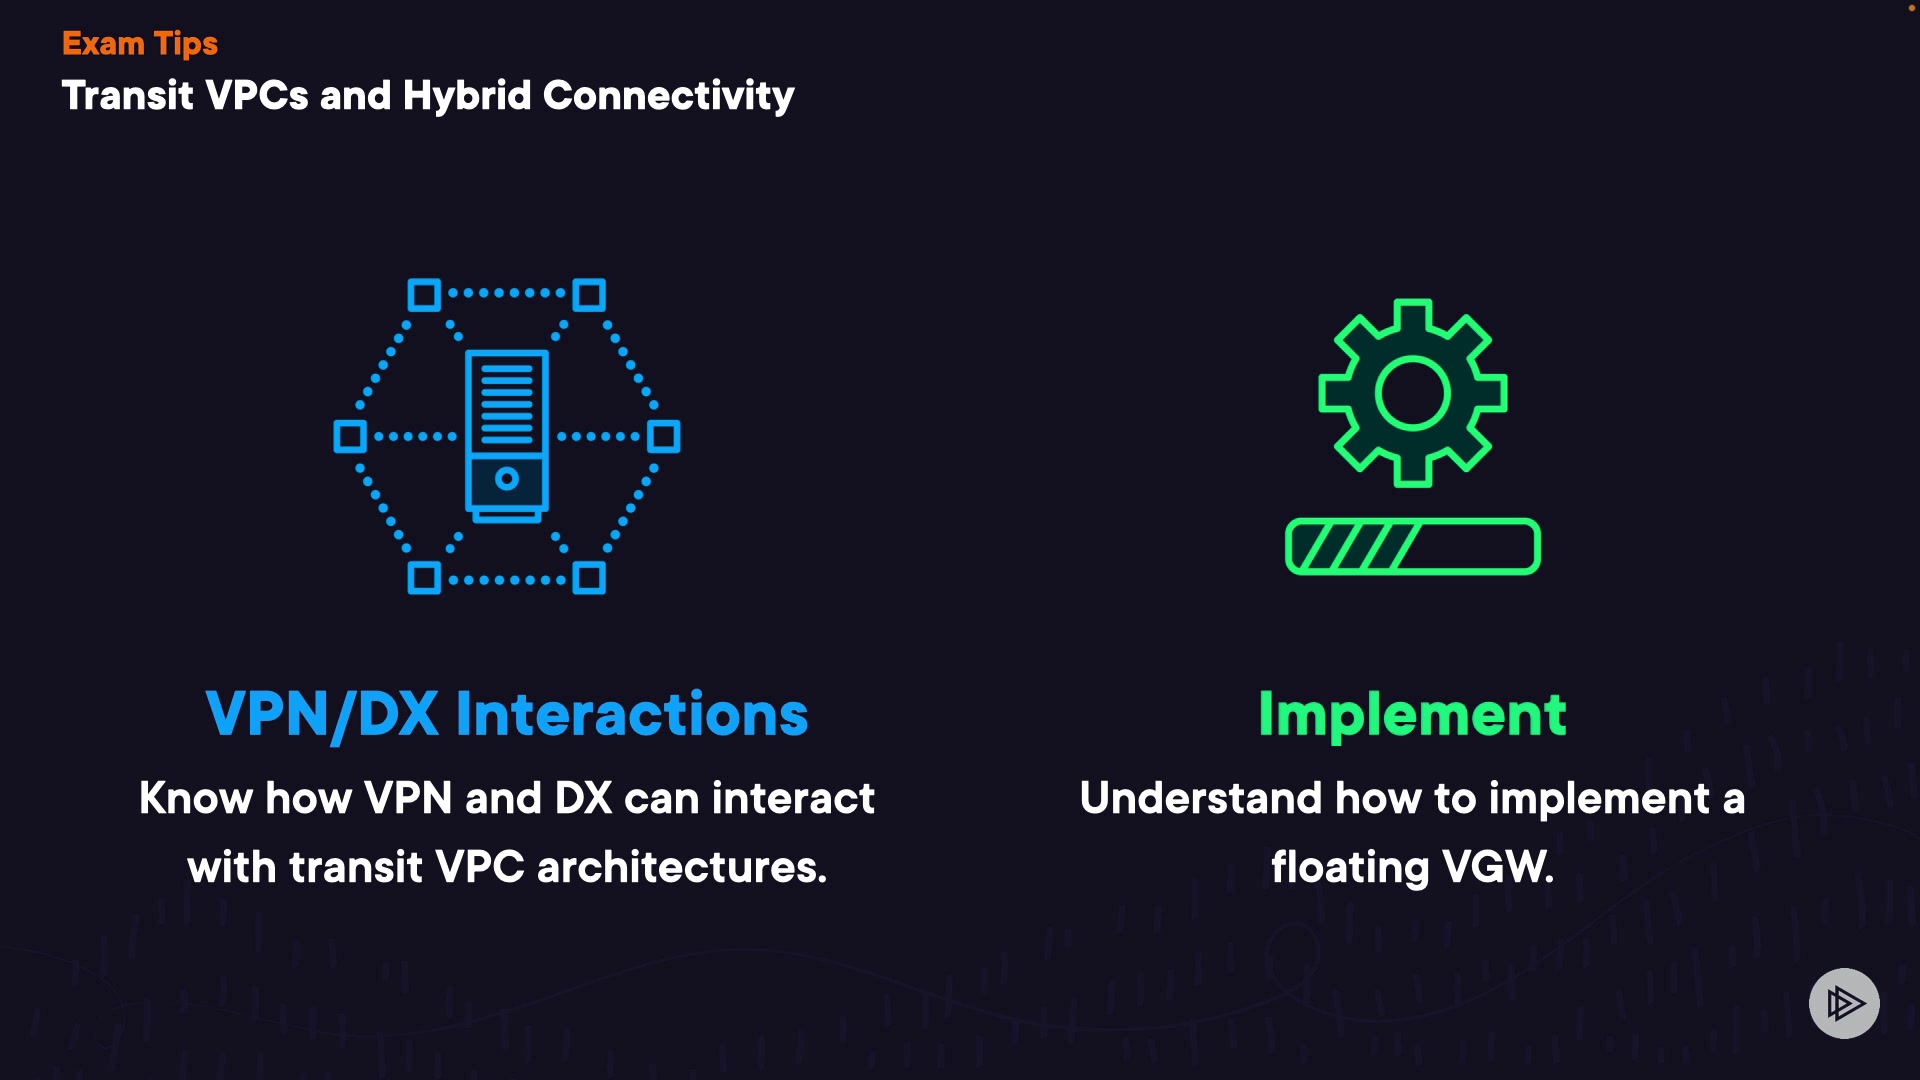 Exam Tips
Transit VPCs and Hybrid Connectivity
VPN/DX Interactions
Know how VPN and DX can interact
with transit VPC architectures.
Implement
Understand how to implement a
floating VGW.